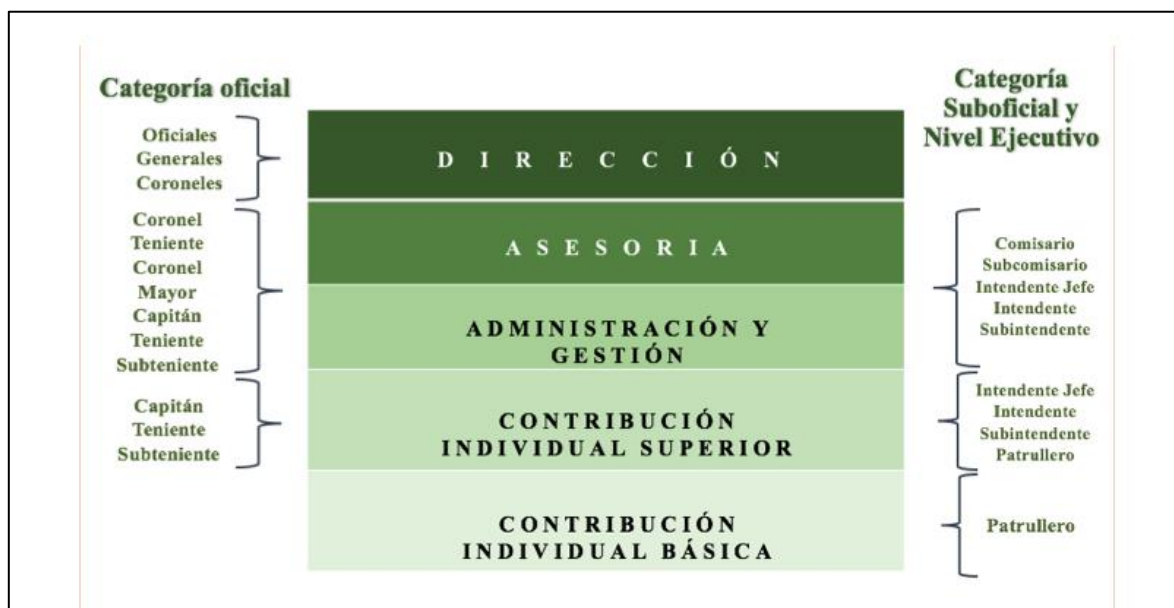 Categoría oficial
Oficiales
Generales
Coroneles
Coronel
Teniente
Coronel
Mayor
Capitán
Teniente
Subteniente
Capitán
Teniente
Subteniente
DIRECCIÓN
ASESORIA
ADMINISTRACIÓN Y
GESTIÓN
CONTRIBUCIÓN
INDIVIDUAL SUPERIOR
CONTRIBUCIÓN
INDIVIDUAL BÁSICA
Categoría
Suboficial y
Nivel Ejecutivo
Comisario
Subcomisario
Intendente Jefe
Intendente
Subintendente
Intendente Jefe
Intendente
Subintendente
Patrullero
Patrullero